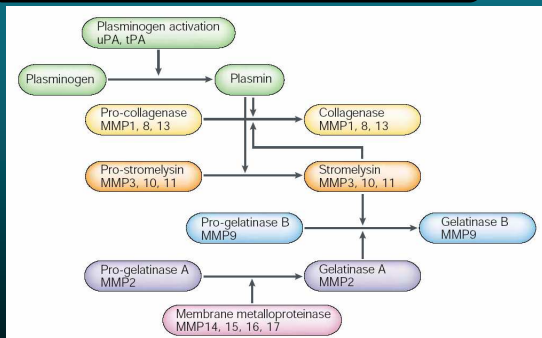 Plasminogen activation
uPA, tPA
Plasminogen
Plasmin
Pro-collagenase
MMP1, 8, 13
Collagenase
MMP1, 8, 13
Pro-stromelysin
MMP3, 10, 11
Stromelysin
MMP3, 10, 11
Pro-gelatinase B
MMP9
Gelatinase B
MMP9
Pro-gelatinase A
MMP2
Gelatinase A
MMP2
Membrane metalloproteinase
MMP14, 15, 16, 17